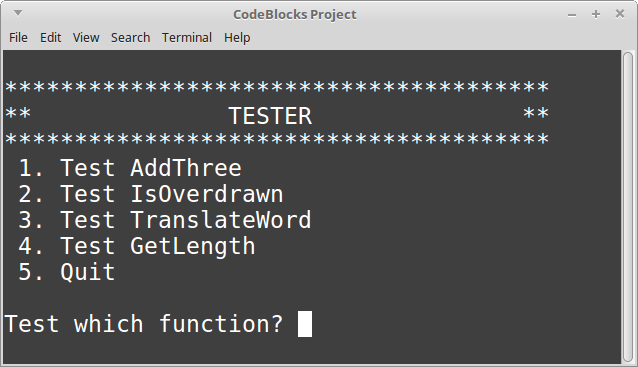 CodeBlocks Project
File Edit View Search Terminal Help
***************************************
** TESTER **
***************************************
1. Test AddThree
2. Test IsOverdrawn
3. Test TranslateWord
4. Test GetLength
5. Quit
Test which function?